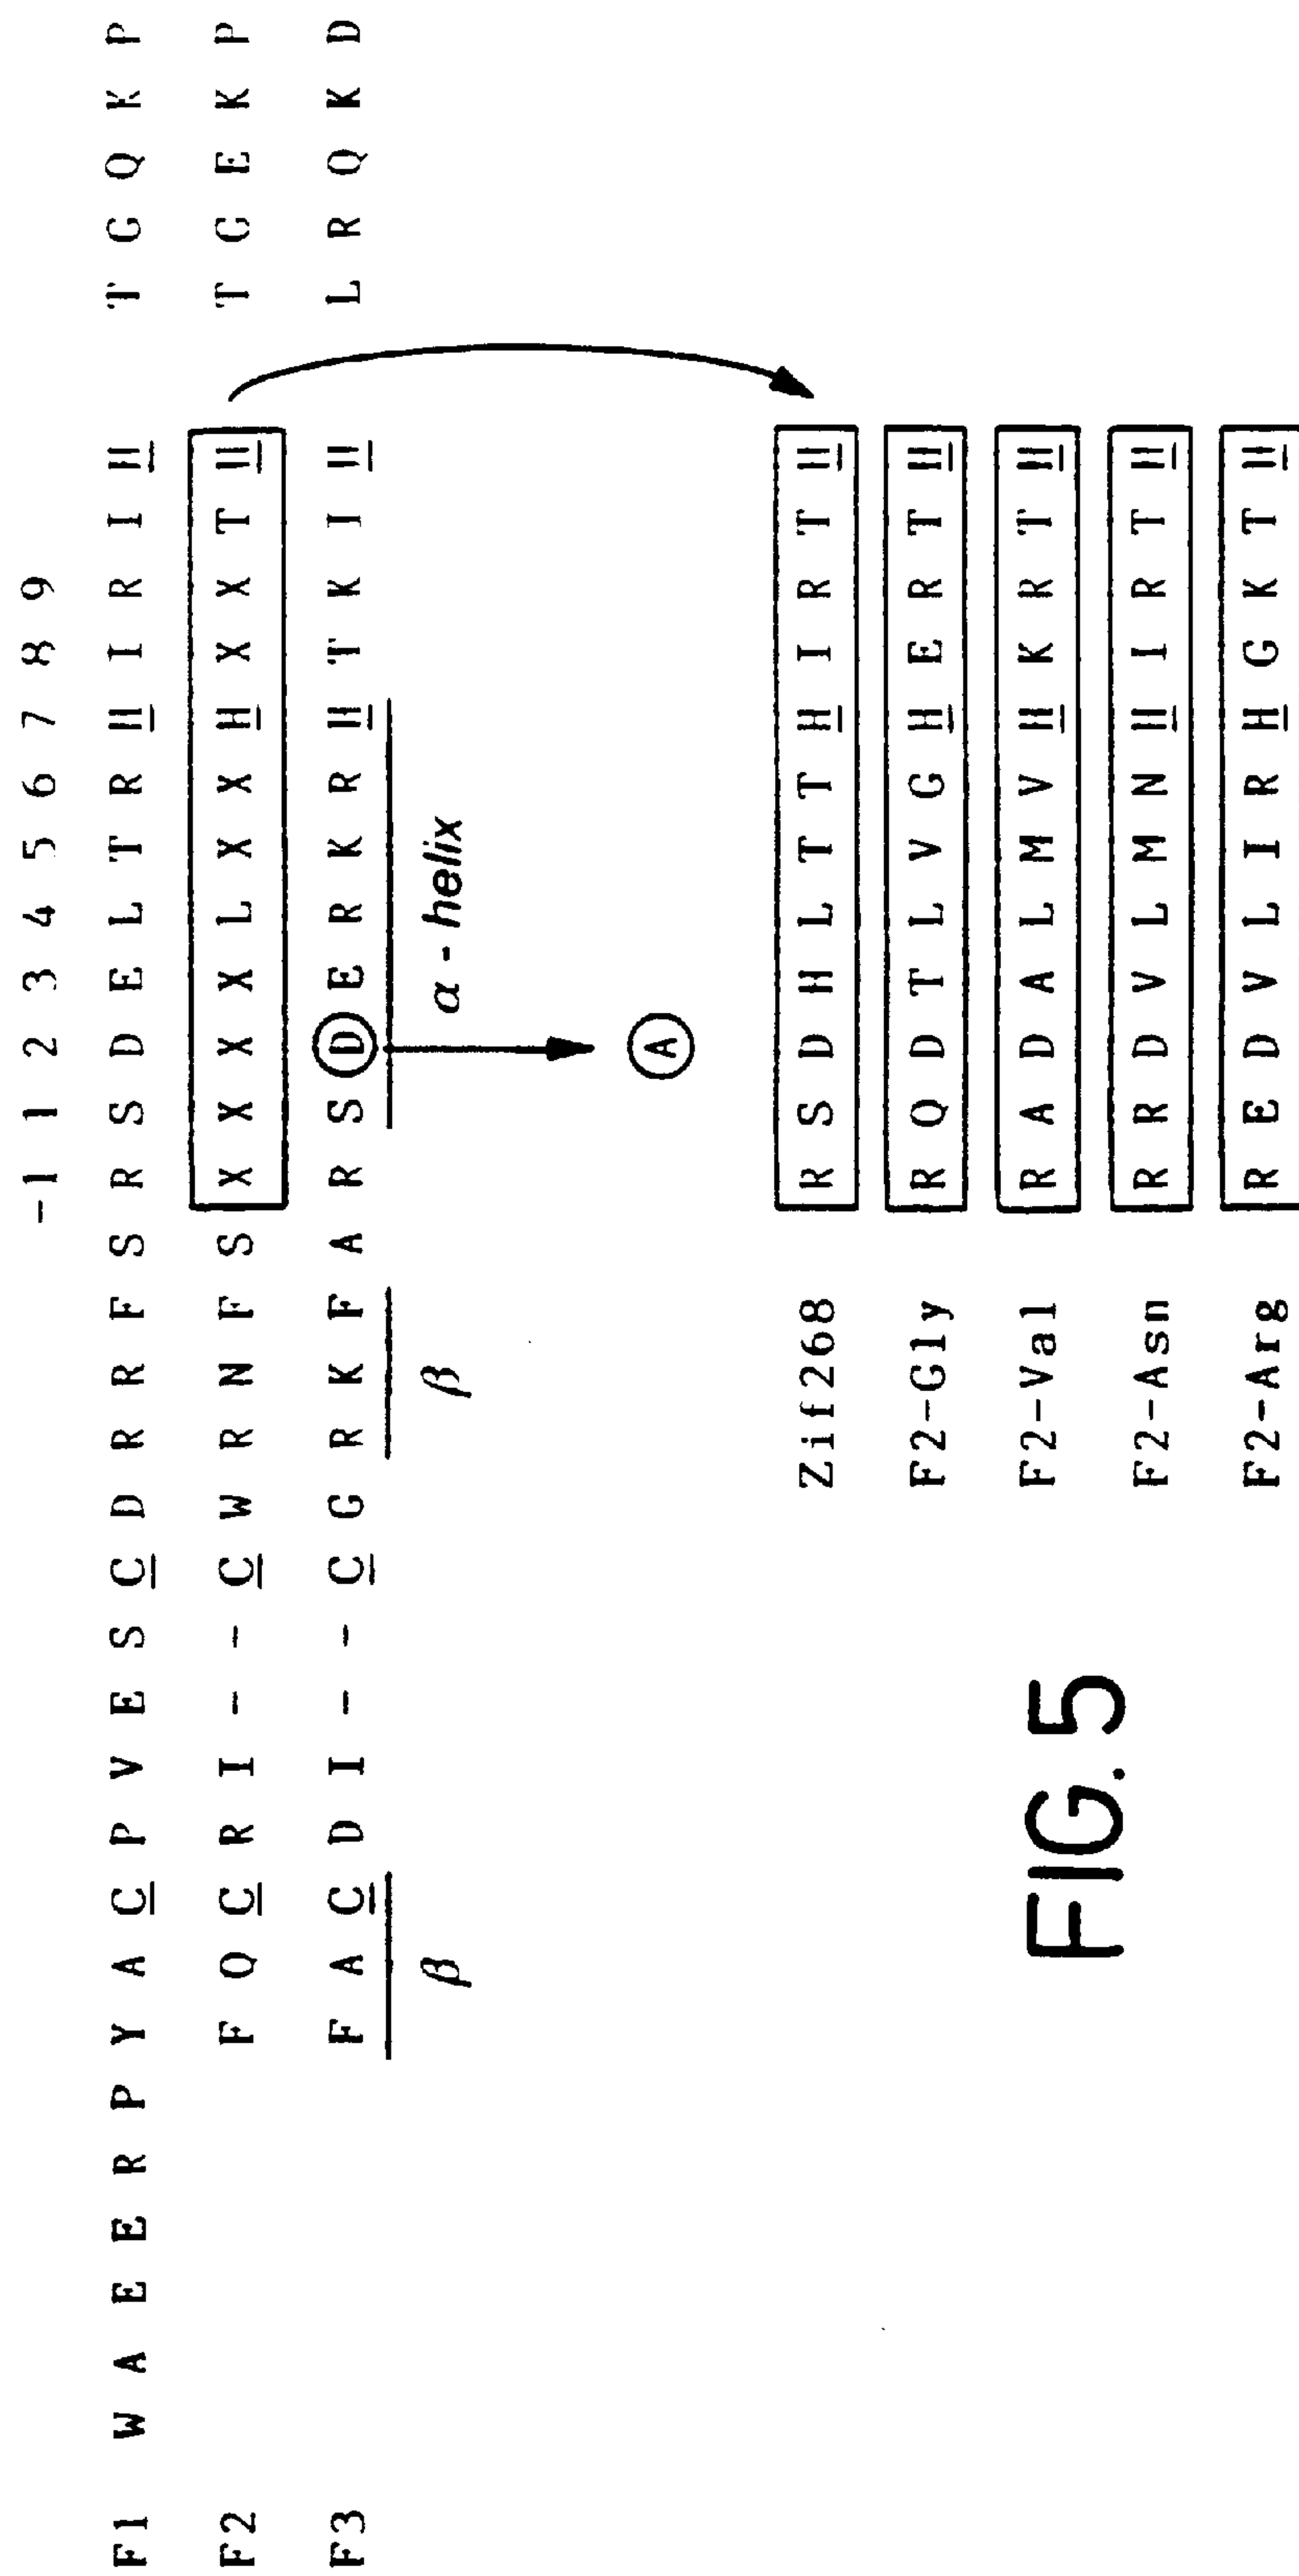 -1 1 2 3 4 5 6 7 8 9
F1 W A E E R P Y A C P V E S C D R R F S R S D E L T R H I R I H T G Q K P
F2 F Q C R I - - C W R N F S X X X X L X X H X X T H T G E K P
F3 F A C D I - - C G R K F A R S D E R K R H T K I H L R Q K D
β β α - helix
A
Zif268 R S D H L T T H I R T H
F2-Gly R Q D T L V G H E R T H
F2-Val R A D A L M V H K R T H
F2-Asn R R D V L M N H I R T H
F2-Arg R E D V L I R H G K T H
FIG. 5